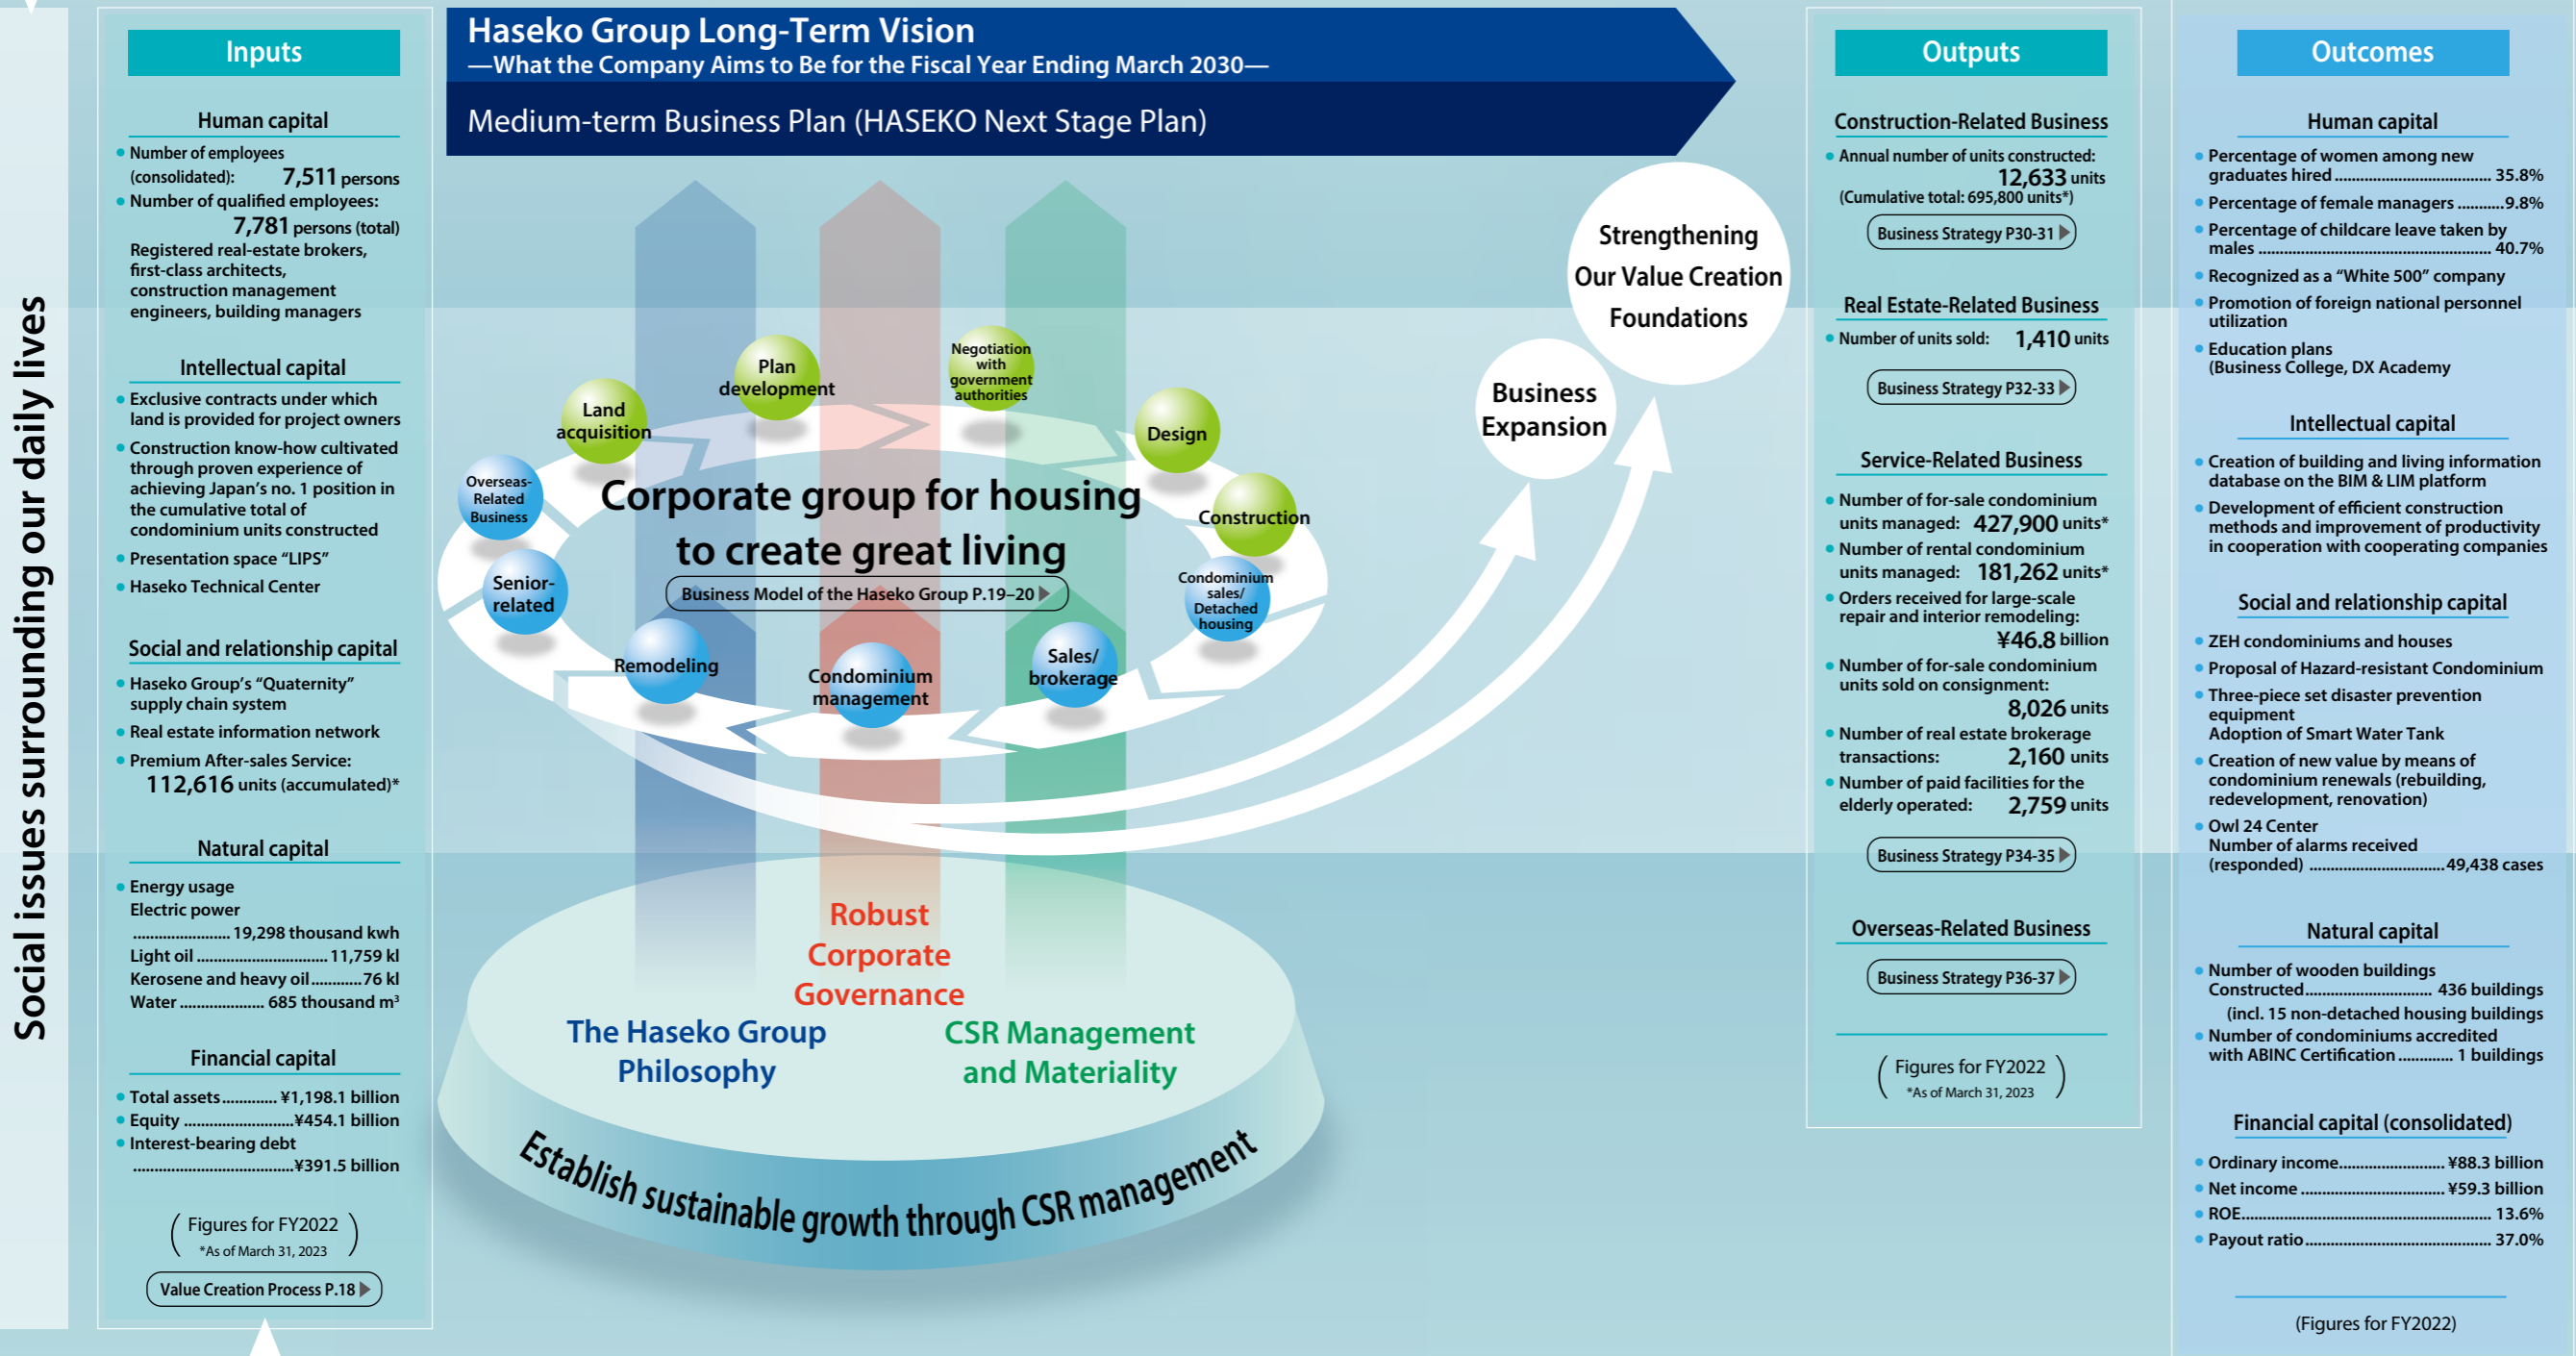 Social issues surrounding our daily lives
Inputs
Human capital
• Number of employees
(consolidated): 7,511 persons
• Number of qualified employees:
7,781 persons (total)
Registered real-estate brokers,
first-class architects,
construction management
engineers, building managers
Intellectual capital
• Exclusive contracts under which
land is provided for project owners
• Construction know-how cultivated
through proven experience of
achieving Japan’s no. 1 position in
the cumulative total of
condominium units constructed
• Presentation space “LIPS”
• Haseko Technical Center
Social and relationship capital
• Haseko Group’s “Quaternity”
supply chain system
• Real estate information network
• Premium After-sales Service:
112,616 units (accumulated)*
Natural capital
• Energy usage
Electric power
........................ 19,298 thousand kwh
Light oil ................................ 11,759 kl
Kerosene and heavy oil ............ 76 kl
Water ..................... 685 thousand m³
Financial capital
• Total assets ............. ¥1,198.1 billion
• Equity ........................... ¥454.1 billion
• Interest-bearing debt
........................................ ¥391.5 billion
(Figures for FY2022
*As of March 31, 2023)
Value Creation Process P.18 ▶
Haseko Group Long-Term Vision
—What the Company Aims to Be for the Fiscal Year Ending March 2030—
Medium-term Business Plan (HASEKO Next Stage Plan)
Strengthening
Our Value Creation
Foundations
Business
Expansion
Land
acquisition
Plan
development
Negotiation
with
government
authorities
Design
Construction
Condominium
sales/
Detached
housing
Sales/
brokerage
Condominium
management
Remodeling
Senior-
related
Overseas-
Related
Business
Corporate group for housing
to create great living
Business Model of the Haseko Group P.19–20 ▶
Robust
Corporate
Governance
The Haseko Group
Philosophy
CSR Management
and Materiality
Establish sustainable growth through CSR management
Outputs
Construction-Related Business
• Annual number of units constructed:
12,633 units
(Cumulative total: 695,800 units*)
Business Strategy P30-31 ▶
Real Estate-Related Business
• Number of units sold: 1,410 units
Business Strategy P32-33 ▶
Service-Related Business
• Number of for-sale condominium
units managed: 427,900 units*
• Number of rental condominium
units managed: 181,262 units*
• Orders received for large-scale
repair and interior remodeling:
¥46.8 billion
• Number of for-sale condominium
units sold on consignment:
8,026 units
• Number of real estate brokerage
transactions: 2,160 units
• Number of paid facilities for the
elderly operated: 2,759 units
Business Strategy P34-35 ▶
Overseas-Related Business
Business Strategy P36-37 ▶
(Figures for FY2022
*As of March 31, 2023)
Outcomes
Human capital
• Percentage of women among new
graduates hired ...................................... 35.8%
• Percentage of female managers ...........9.8%
• Percentage of childcare leave taken by
males ......................................................... 40.7%
• Recognized as a “White 500” company
• Promotion of foreign national personnel
utilization
• Education plans
(Business College, DX Academy
Intellectual capital
• Creation of building and living information
database on the BIM & LIM platform
• Development of efficient construction
methods and improvement of productivity
in cooperation with cooperating companies
Social and relationship capital
• ZEH condominiums and houses
• Proposal of Hazard-resistant Condominium
• Three-piece set disaster prevention
equipment
Adoption of Smart Water Tank
• Creation of new value by means of
condominium renewals (rebuilding,
redevelopment, renovation)
• Owl 24 Center
Number of alarms received
(responded) .................................49,438 cases
Natural capital
• Number of wooden buildings
Constructed............................... 436 buildings
(incl. 15 non-detached housing buildings
• Number of condominiums accredited
with ABINC Certification ............. 1 buildings
Financial capital (consolidated)
• Ordinary income.......................... ¥88.3 billion
• Net income ................................... ¥59.3 billion
• ROE............................................................. 13.6%
• Payout ratio.............................................. 37.0%
(Figures for FY2022)